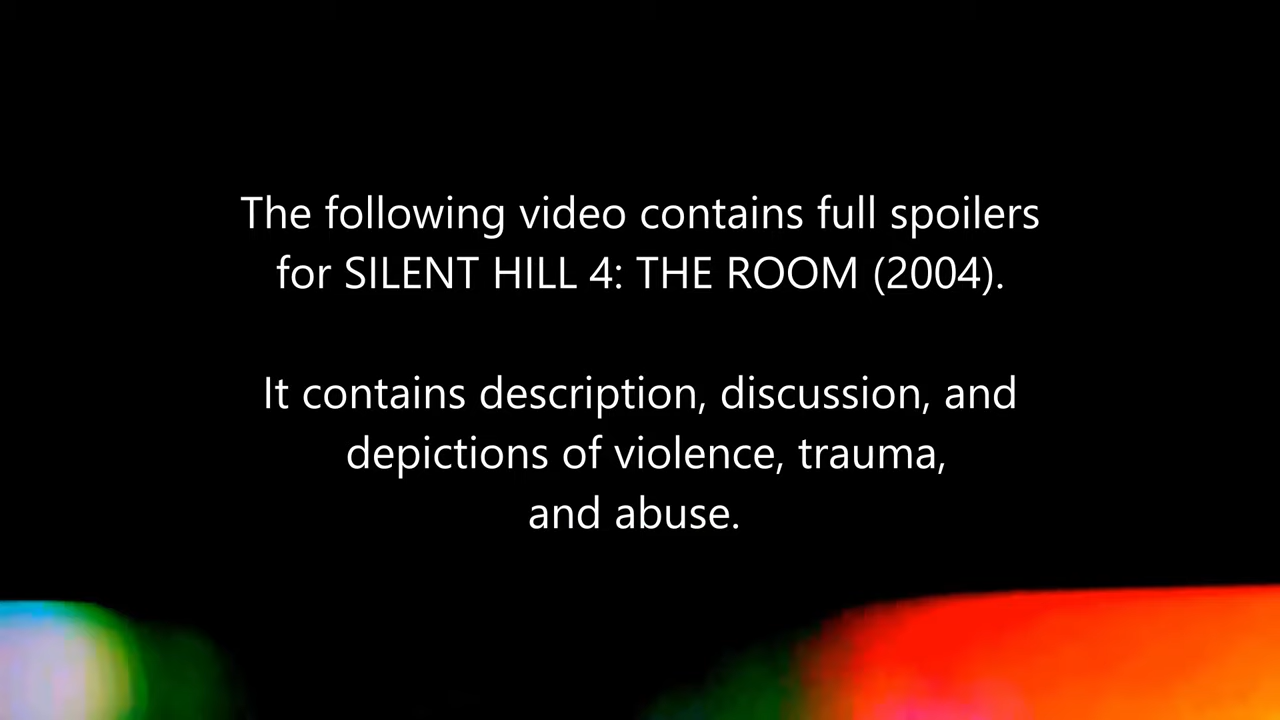 The following video contains full spoilers
for SILENT HILL 4: THE ROOM (2004).
It contains description, discussion, and
depictions of violence, trauma,
and abuse.